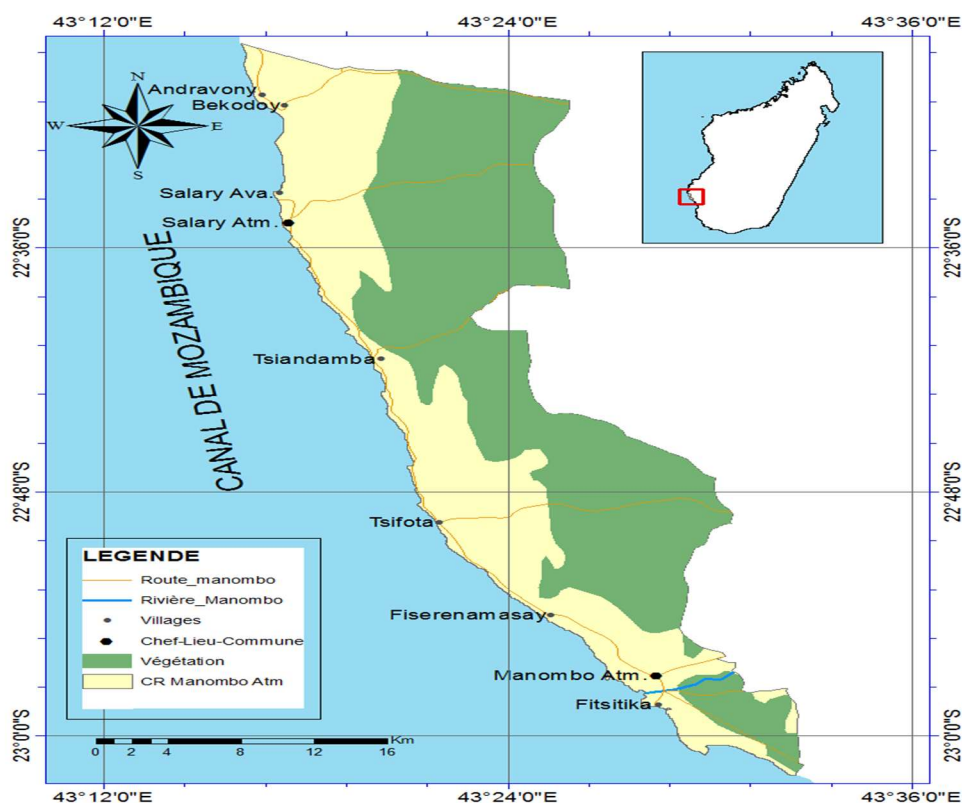 43°12'0"E 43°24'0"E 43°36'0"E
N
W E
S
Andravony
Bekodoy
Salary Ava.
Salary Atm.
22°36'0"S 22°36'0"S
CANAL DE MOZAMBIQUE
Tsiandamba
22°48'0"S 22°48'0"S
Tsifota
Fiserenamasay
Manombo Atm.
Fitsitika
LEGENDE
Route_manombo
Rivière_Manombo
Villages
Chef-Lieu-Commune
Végétation
CR Manombo Atm
23°0'0"S 23°0'0"S
Km
0 2 4 8 12 16
43°12'0"E 43°24'0"E 43°36'0"E